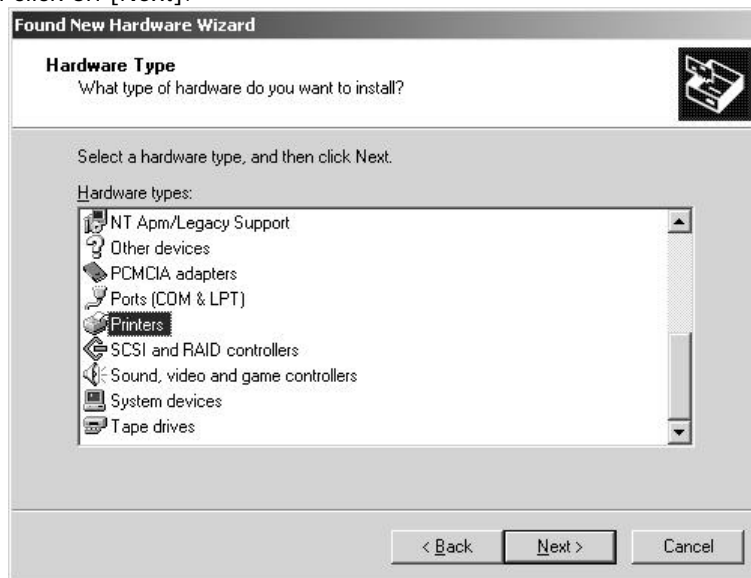 Found New Hardware Wizard
Hardware Type
What type of hardware do you want to install?
Select a hardware type, and then click Next.
Hardware types:
NT Apm/Legacy Support
Other devices
PCMCIA adapters
Ports (COM & LPT)
Printers
SCSI and RAID controllers
Sound, video and game controllers
System devices
Tape drives
< Back Next > Cancel